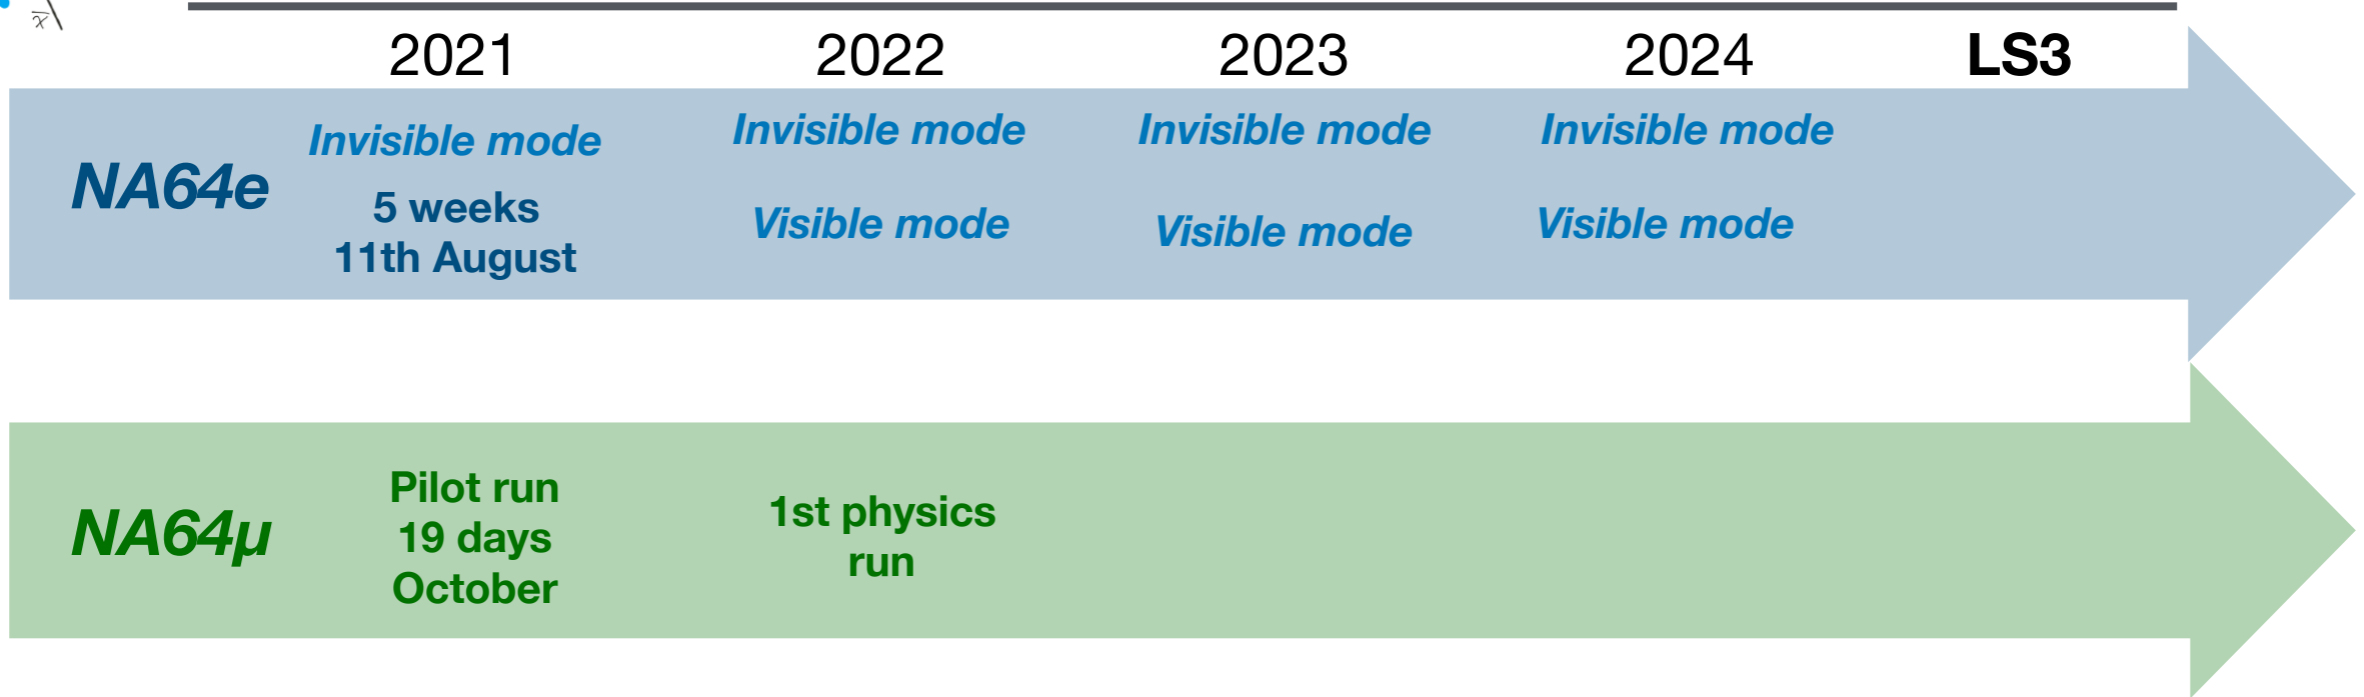 χ̅
2021 2022 2023 2024 LS3
NA64e
Invisible mode
5 weeks
11th August
Invisible mode
Visible mode
Invisible mode
Visible mode
Invisible mode
Visible mode
NA64μ
Pilot run
19 days
October
1st physics
run